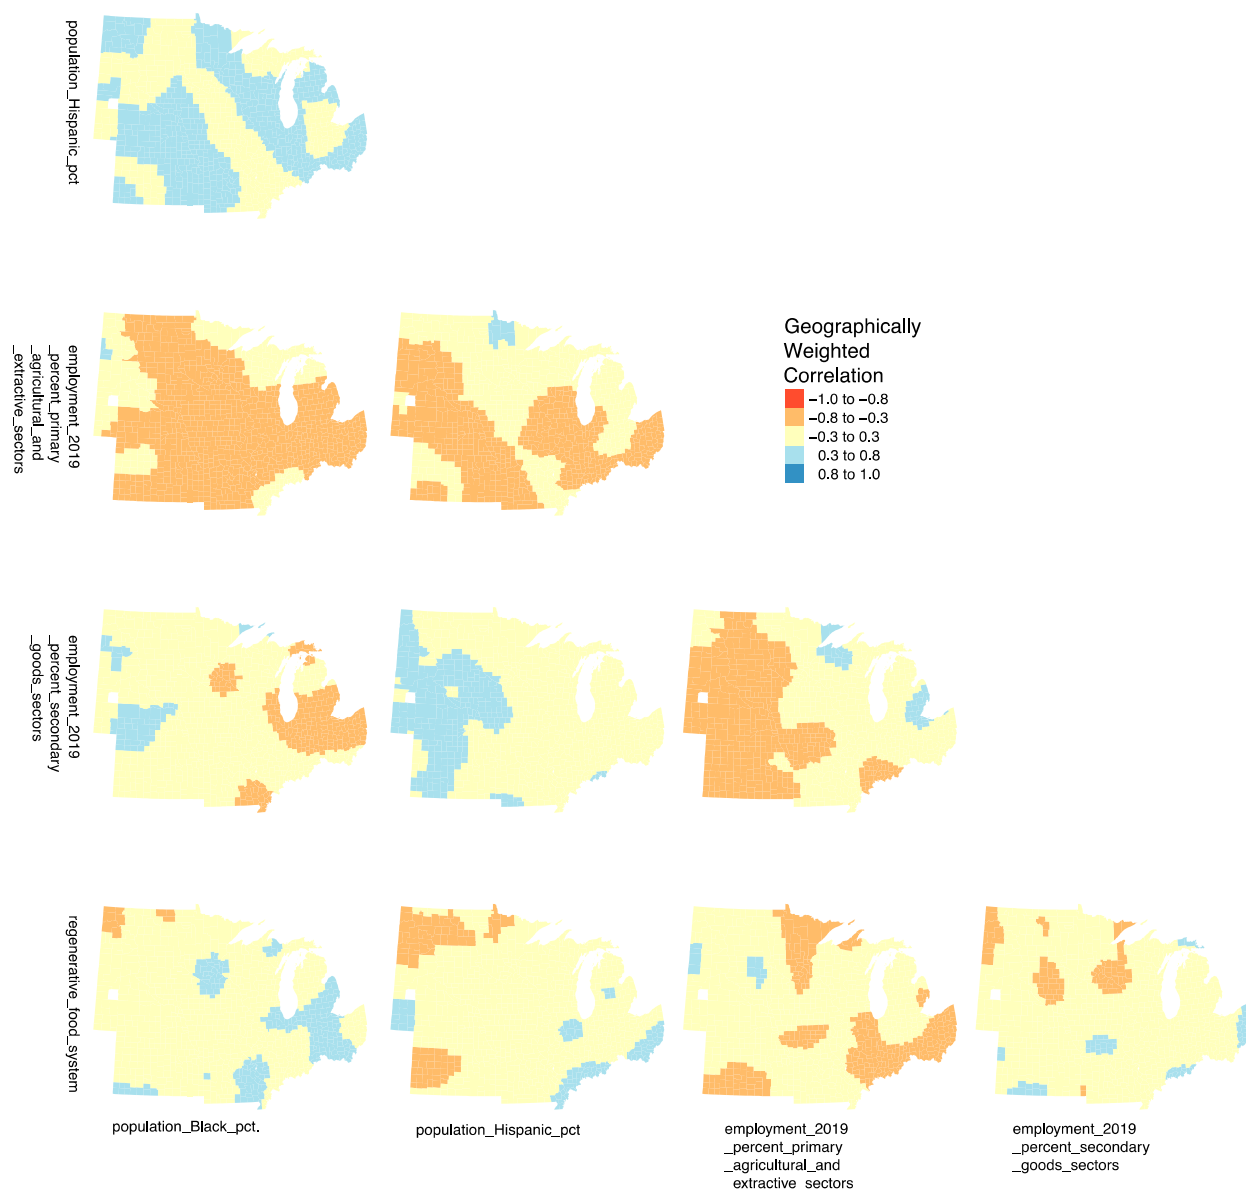 population_Hispanic_pct
employment_2019
_percent_primary
_agricultural_and
_extractive_sectors
Geographically
Weighted
Correlation
−1.0 to −0.8
−0.8 to −0.3
−0.3 to 0.3
0.3 to 0.8
0.8 to 1.0
employment_2019
_percent_secondary
_goods_sectors
regenerative_food_system
population_Black_pct.
population_Hispanic_pct
employment_2019
_percent_primary
_agricultural_and
extractive sectors
employment_2019
_percent_secondary
_goods_sectors